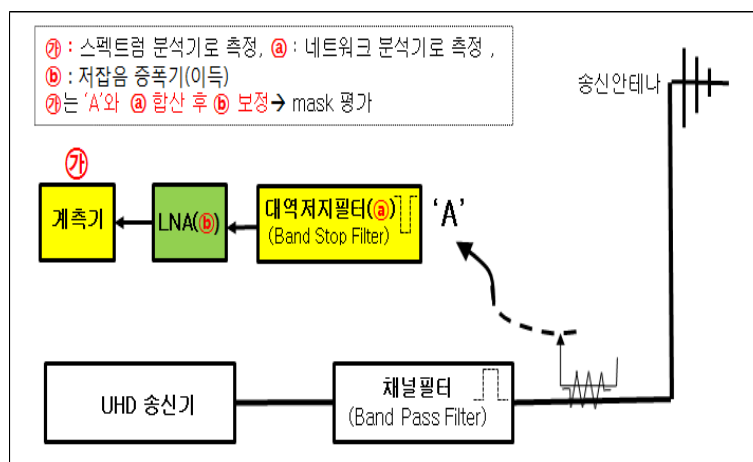 ㉮ : 스펙트럼 분석기로 측정, ⓐ : 네트워크 분석기로 측정 ,
ⓑ : 저잡음 증폭기(이득)
㉮는 ‘A’와 ⓐ 합산 후 ⓑ 보정→ mask 평가
송신안테나
㉮
계측기
LNA(ⓑ)
대역저지필터(ⓐ)
(Band Stop Filter)
‘A’
UHD 송신기
채널필터
(Band Pass Filter)